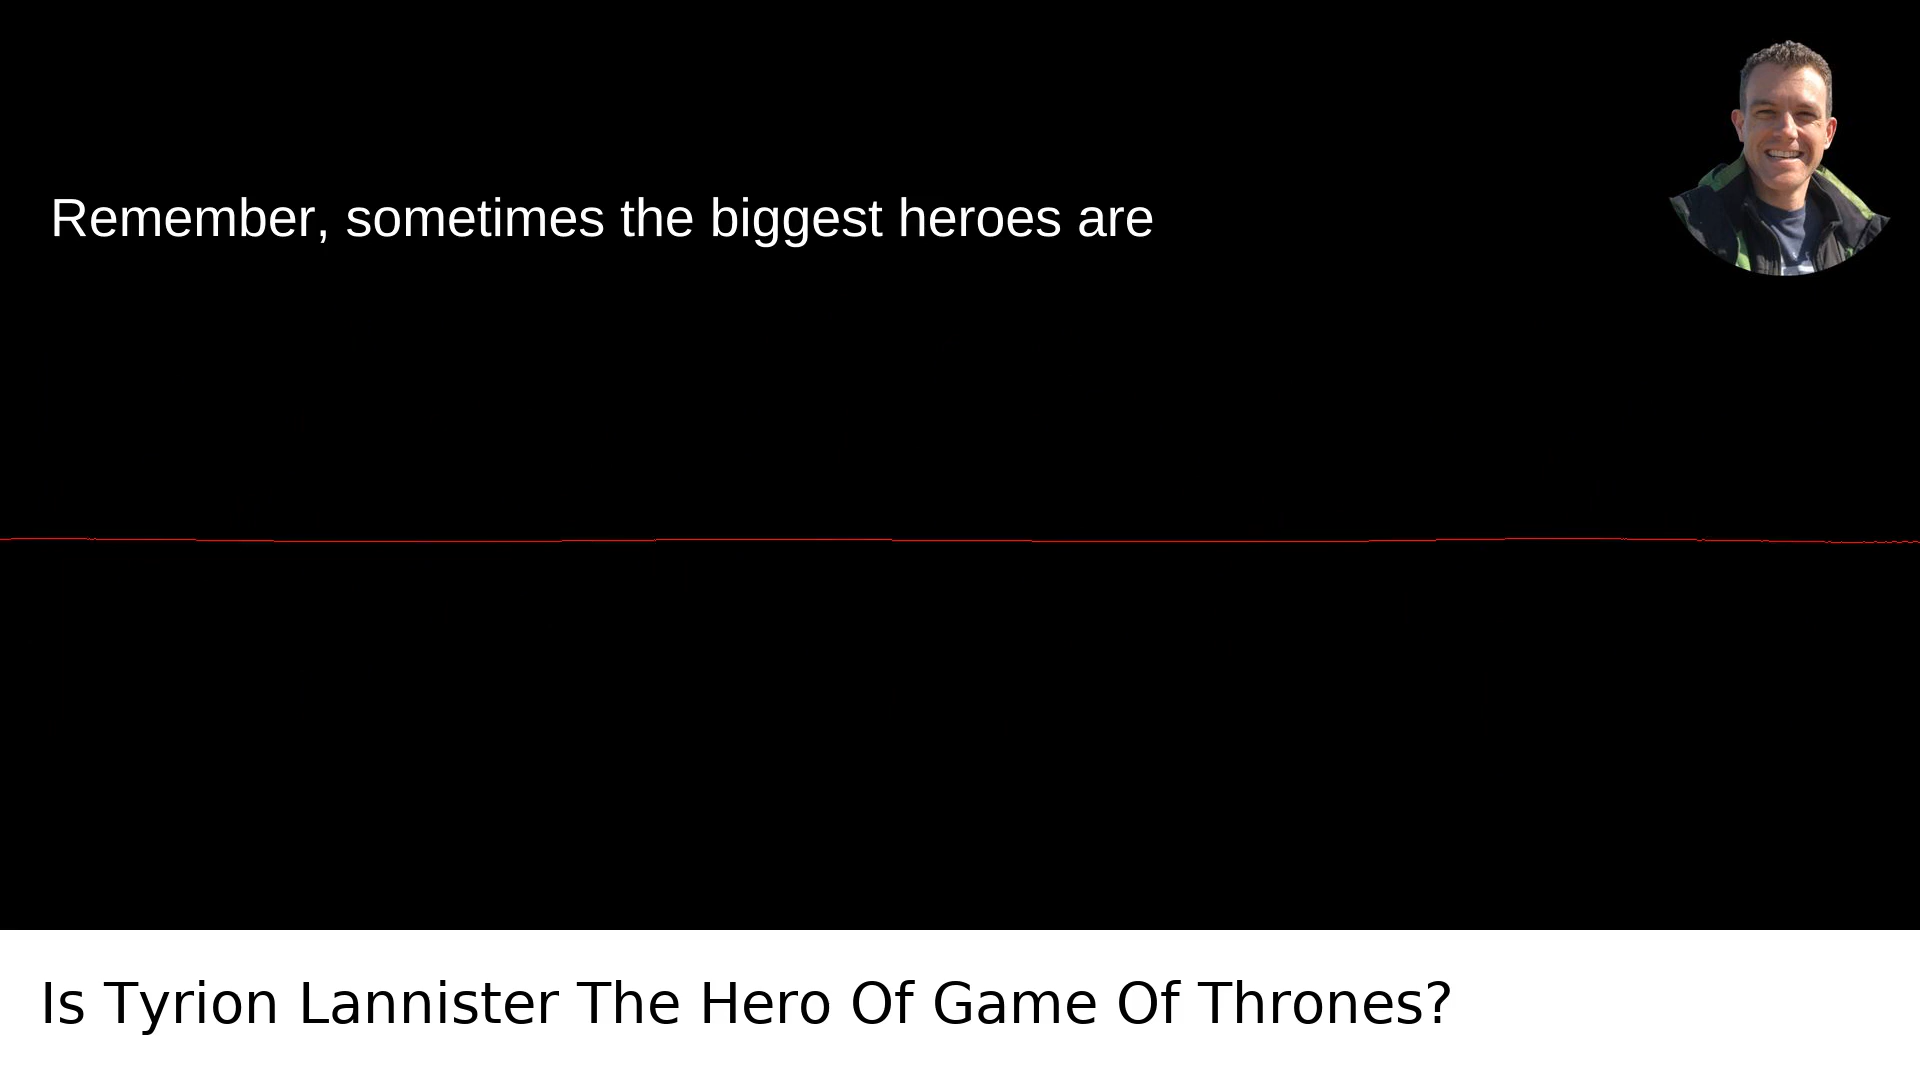 Remember, sometimes the biggest heroes are
Is Tyrion Lannister The Hero Of Game Of Thrones?